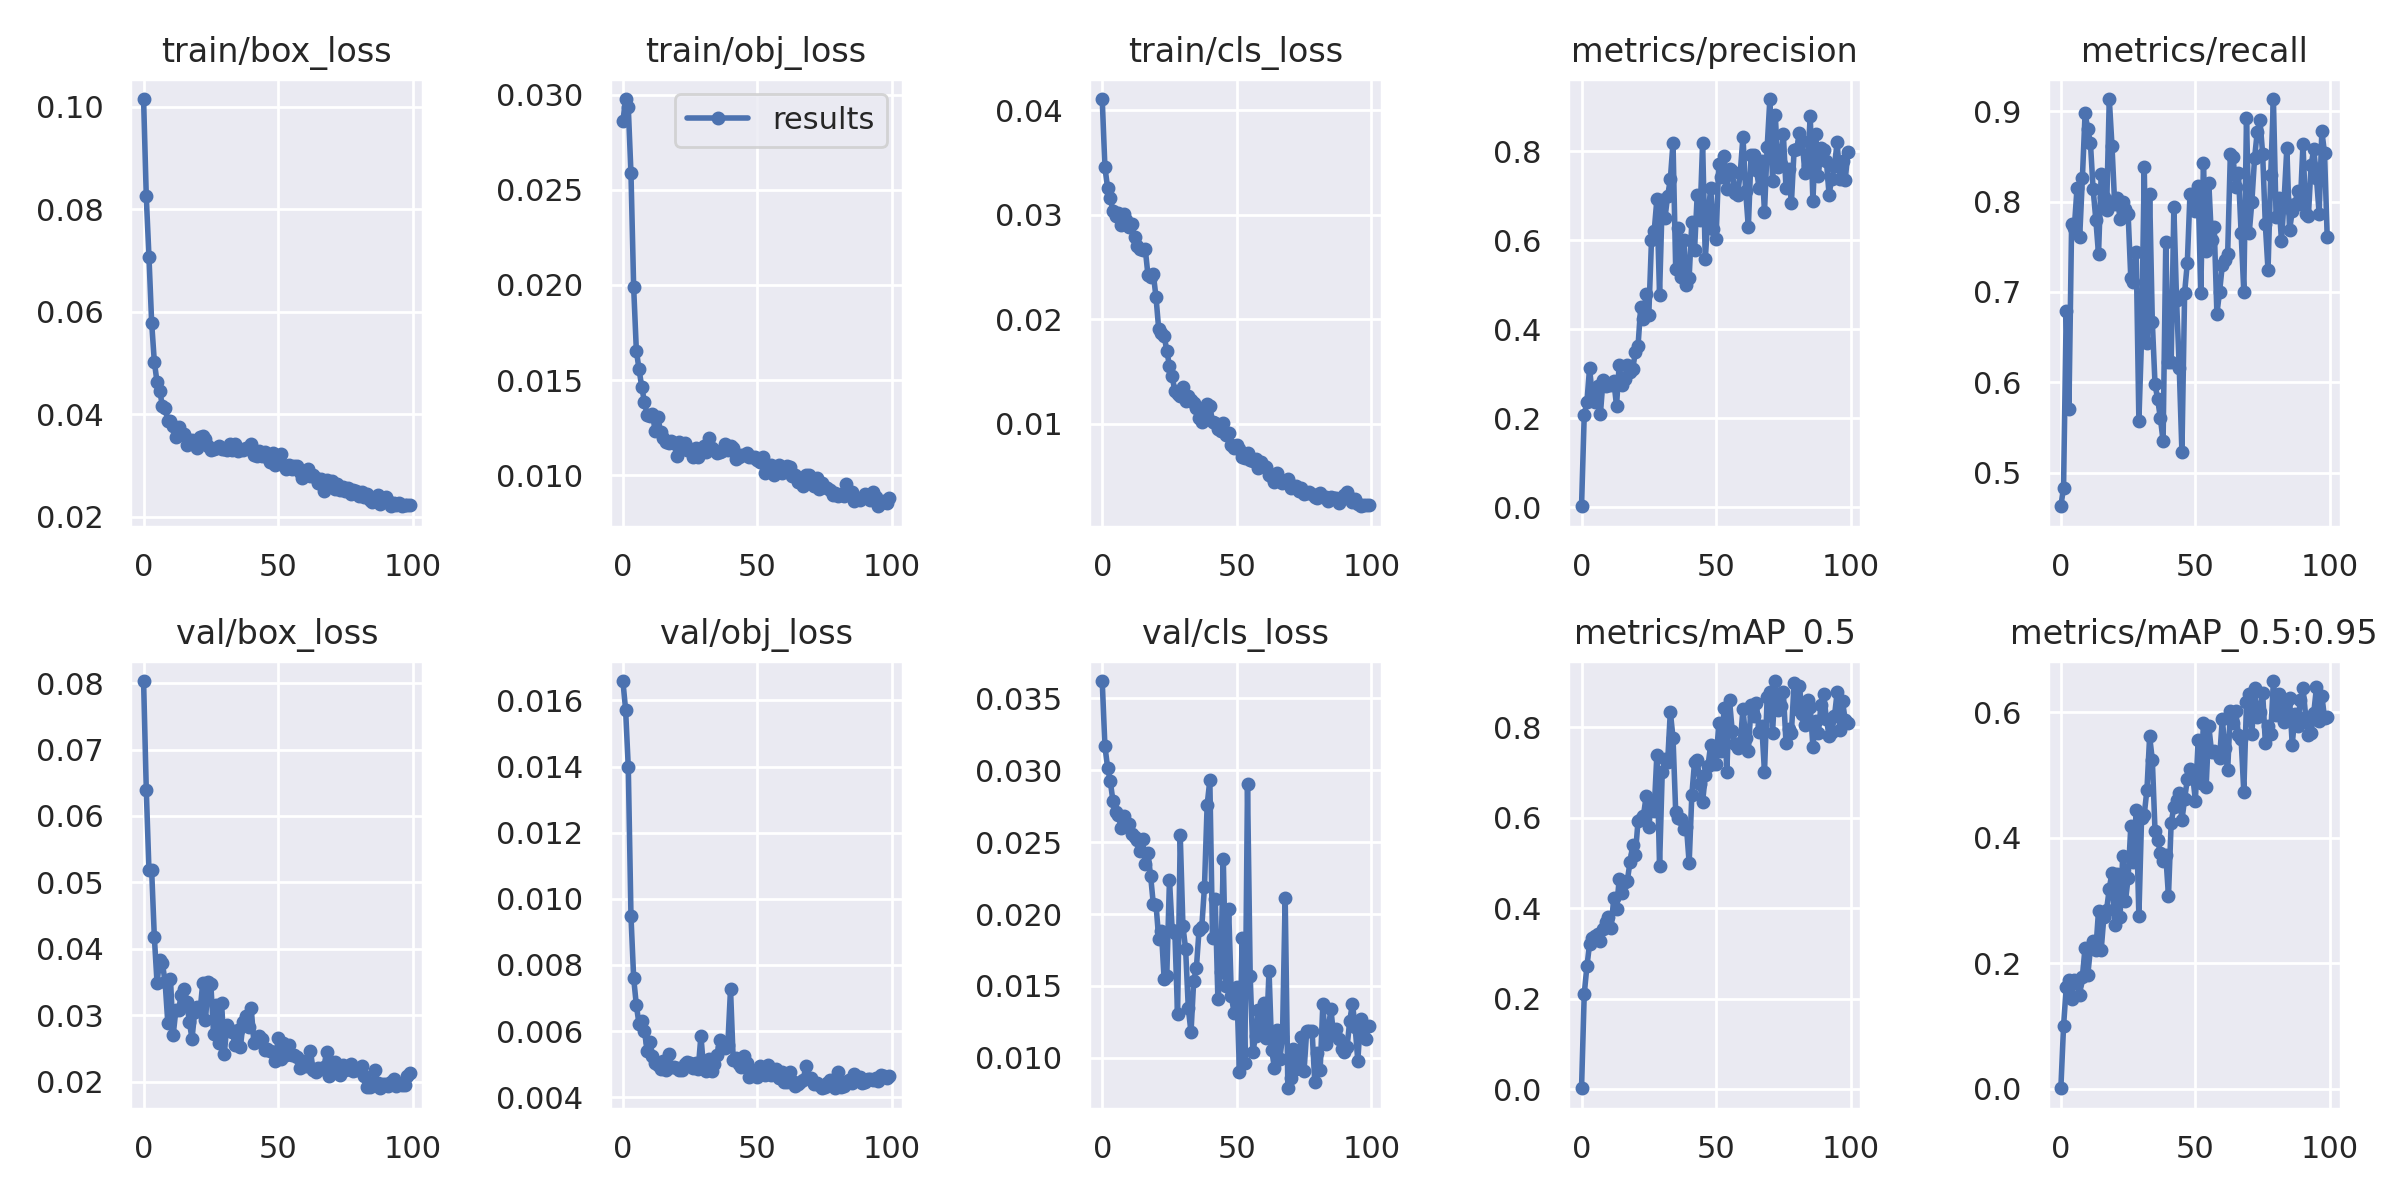 train/box_loss
0.10
0.08
0.06
0.04
0.02
0 50 100
train/obj_loss
results
0.030
0.025
0.020
0.015
0.010
0 50 100
train/cls_loss
0.04
0.03
0.02
0.01
0 50 100
metrics/precision
0.8
0.6
0.4
0.2
0.0
0 50 100
metrics/recall
0.9
0.8
0.7
0.6
0.5
0 50 100
val/box_loss
0.08
0.07
0.06
0.05
0.04
0.03
0.02
0 50 100
val/obj_loss
0.016
0.014
0.012
0.010
0.008
0.006
0.004
0 50 100
val/cls_loss
0.035
0.030
0.025
0.020
0.015
0.010
0 50 100
metrics/mAP_0.5
0.8
0.6
0.4
0.2
0.0
0 50 100
metrics/mAP_0.5:0.95
0.6
0.4
0.2
0.0
0 50 100